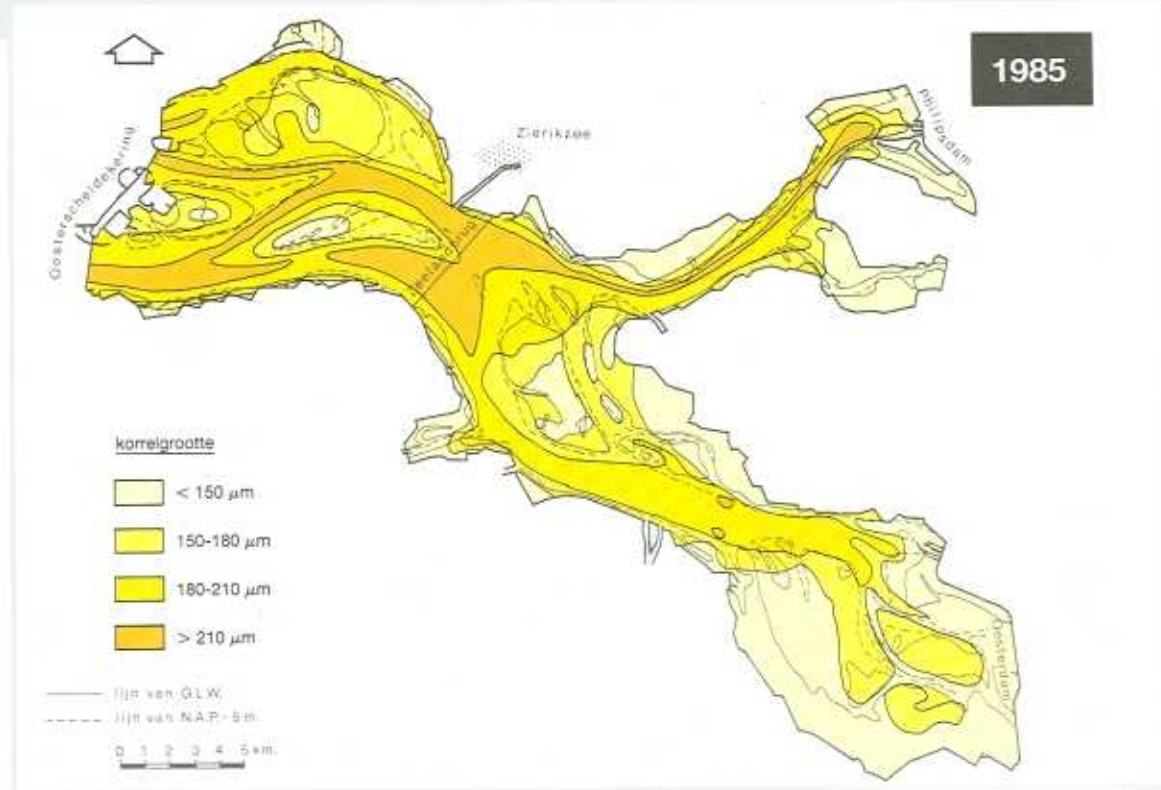 1985
Oosterscheldekering
Zierikzee
Philipsdam
Oosterdam
korrelgrootte
< 150 μm
150-180 μm
180-210 μm
> 210 μm
lijn van G.L.W.
lijn van N.A.P.- 5 m.
0 1 2 3 4 5 km.